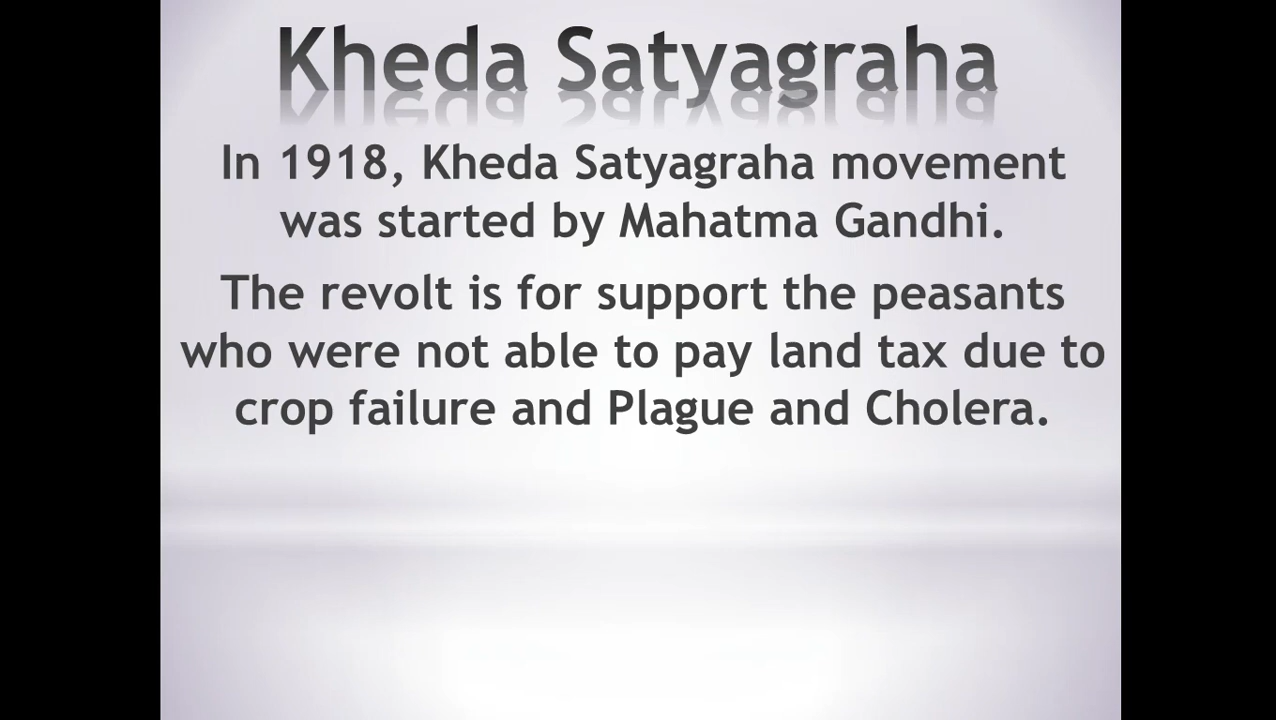 Kheda Satyagraha
In 1918, Kheda Satyagraha movement
was started by Mahatma Gandhi.
The revolt is for support the peasants
who were not able to pay land tax due to
crop failure and Plague and Cholera.